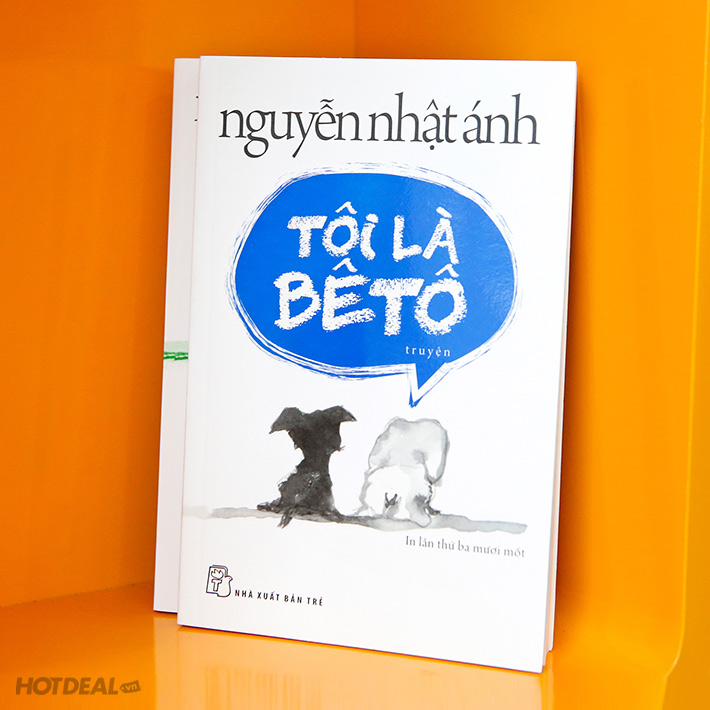 nguyễn nhật ánh
TÔI LÀ
BÊTÔ
truyện
In lần thứ ba mươi mốt
NHÀ XUẤT BẢN TRẺ
HOTDEAL.vn